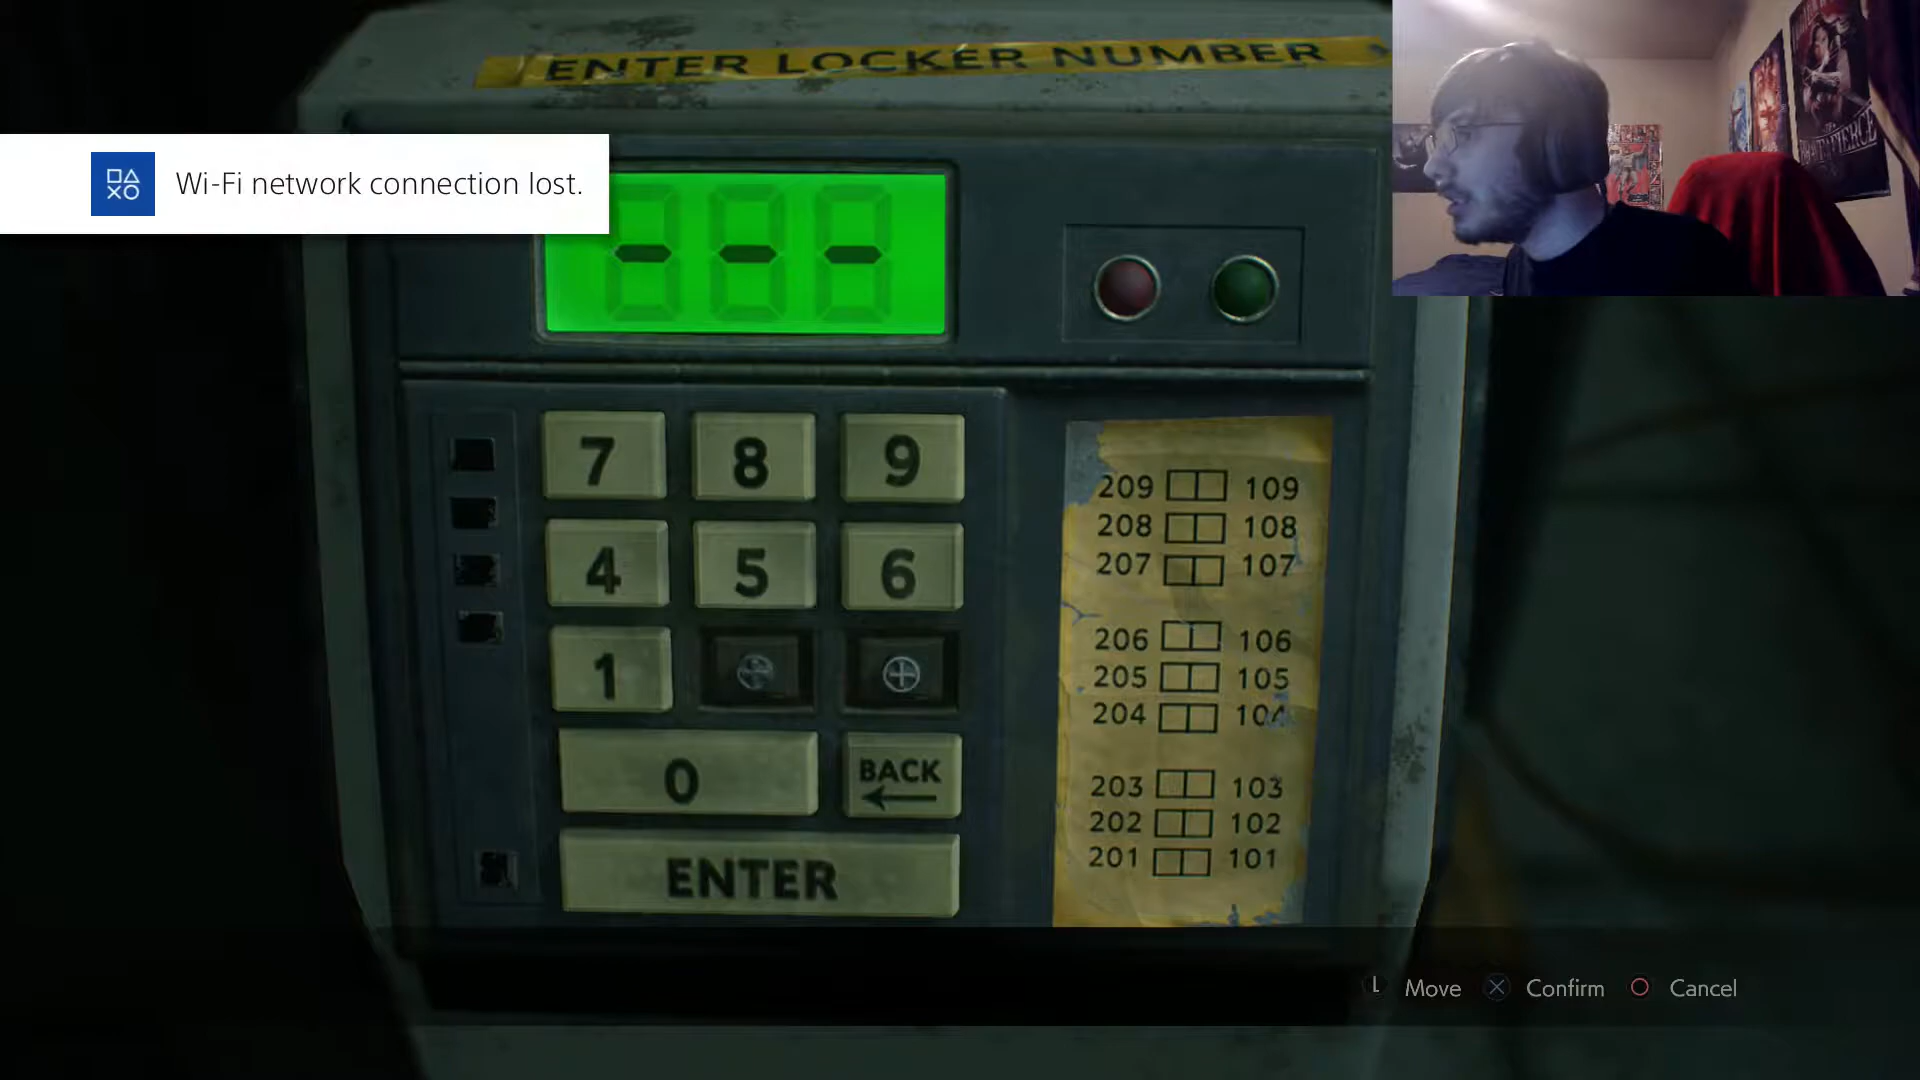 ENTER LOCKER NUMBER
Wi-Fi network connection lost.
7 8 9
4 5 6
1
0 BACK
ENTER
209 109
208 108
207 107
206 106
205 105
204 104
203 103
202 102
201 101
L Move Confirm Cancel